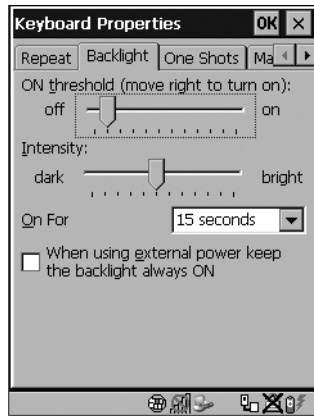 Keyboard Properties OK
Repeat Backlight One Shots Ma
ON threshold (move right to turn on):
off on
Intensity:
dark bright
On For 15 seconds
When using external power keep
the backlight always ON